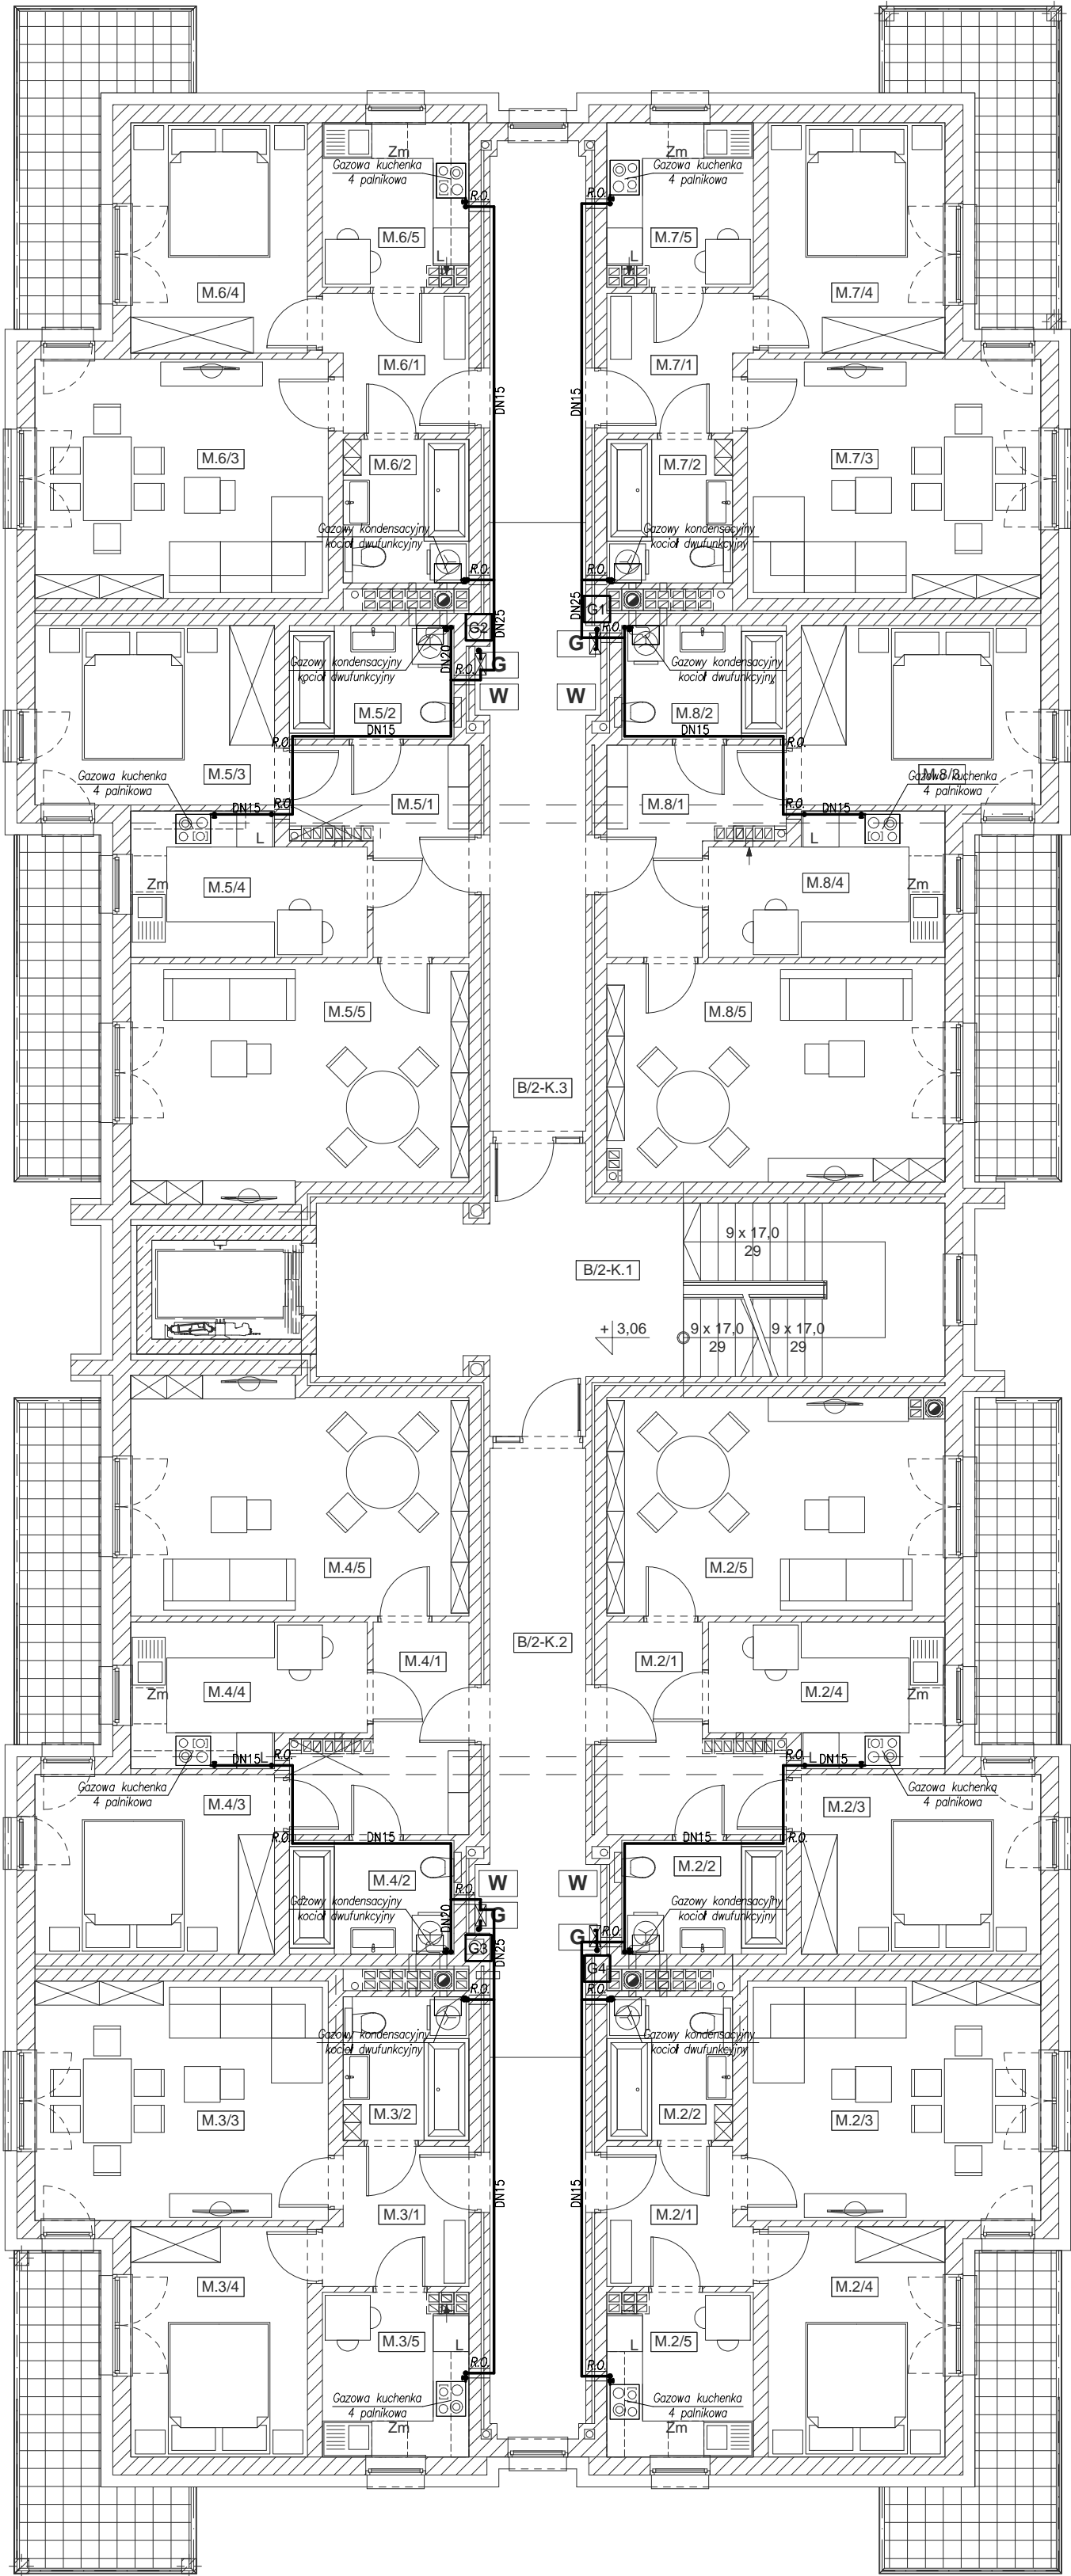 Zm
Zm
Gazowa kuchenka
4 palnikowa
Gazowa kuchenka
4 palnikowa
R.O.
R.O.
M.6/5
M.7/5
L
L
M.6/4
M.7/4
M.6/1
M.7/1
DN15
DN15
M.6/3
M.6/2
M.7/2
M.7/3
Gazowy kondensacyjny
kocioł dwufunkcyjny
Gazowy kondensacyjny
kocioł dwufunkcyjny
R.O.
R.O.
G2
DN25
DN25
G1
R.O.
DN20
G
G
Gazowy kondensacyjny
kocioł dwufunkcyjny
R.O.
Gazowy kondensacyjny
kocioł dwufunkcyjny
W
W
M.5/2
M.8/2
DN15
DN15
R.O.
R.O.
M.5/3
M.8/3
Gazowa kuchenka
4 palnikowa
Gazowa kuchenka
4 palnikowa
DN15
R.O.
M.5/1
M.8/1
R.O.
DN15
L
L
Zm
M.5/4
M.8/4
Zm
M.5/5
M.8/5
B/2-K.3
9 x 17,0
29
B/2-K.1
+ 3,06
9 x 17,0
29
9 x 17,0
29
M.4/5
M.2/5
B/2-K.2
M.4/1
M.2/1
Zm
M.4/4
M.2/4
Zm
DN15
L
R.O.
R.O.
L
DN15
Gazowa kuchenka
4 palnikowa
Gazowa kuchenka
4 palnikowa
M.4/3
M.2/3
R.O.
DN15
DN15
R.O.
M.4/2
M.2/2
W
W
R.O.
Gazowy kondensacyjny
kocioł dwufunkcyjny
Gazowy kondensacyjny
kocioł dwufunkcyjny
DN20
G
G
R.O.
G3
DN25
G4
R.O.
R.O.
Gazowy kondensacyjny
kocioł dwufunkcyjny
Gazowy kondensacyjny
kocioł dwufunkcyjny
M.3/3
M.3/2
M.2/2
M.2/3
DN15
DN15
M.3/1
M.2/1
M.3/4
M.2/4
M.3/5
M.2/5
L
L
R.O.
R.O.
Gazowa kuchenka
4 palnikowa
Gazowa kuchenka
4 palnikowa
Zm
Zm